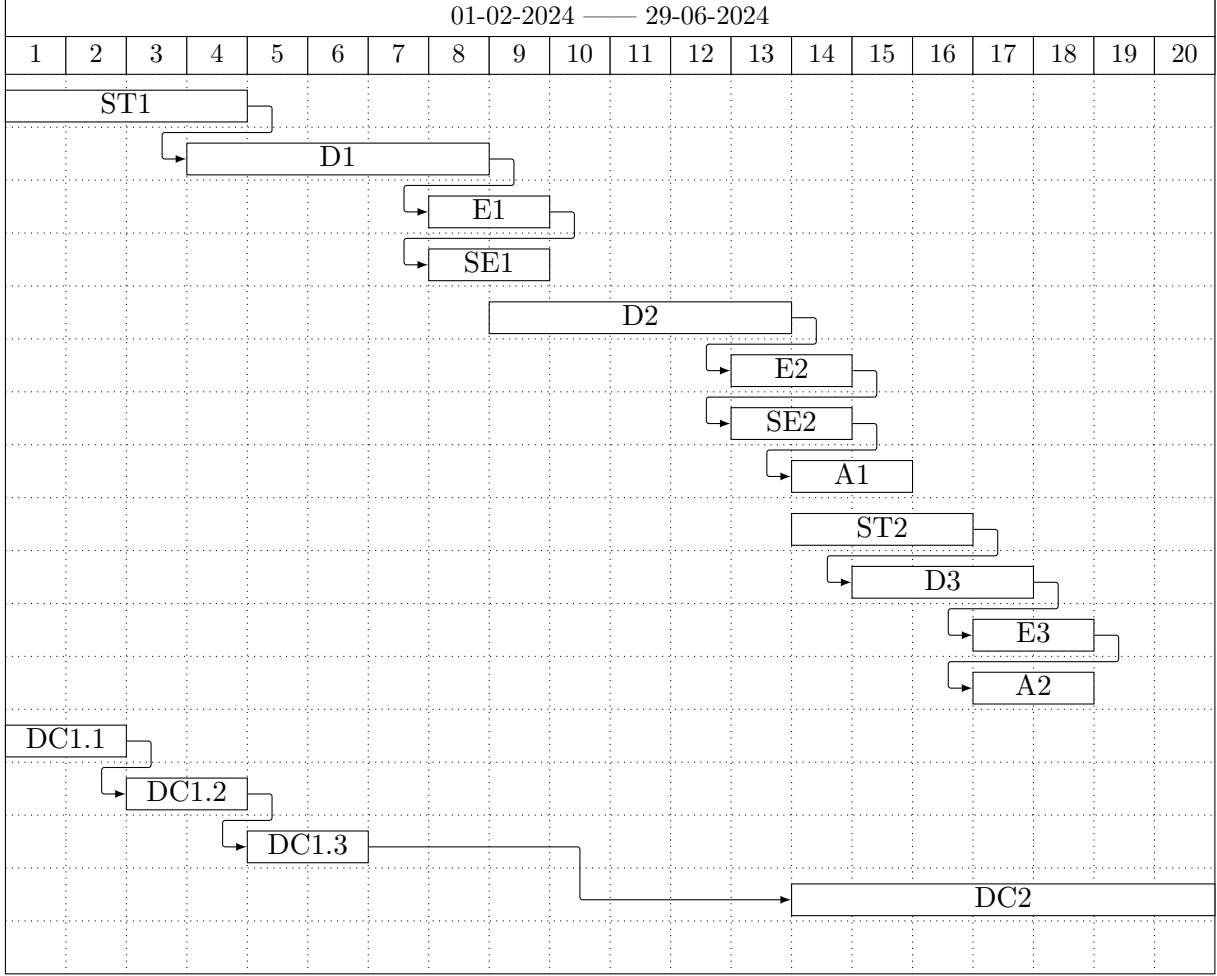 01-02-2024 —— 29-06-2024
1 2 3 4 5 6 7 8 9 10 11 12 13 14 15 16 17 18 19 20
ST1
D1
E1
SE1
D2
E2
SE2
A1
ST2
D3
E3
A2
DC1.1
DC1.2
DC1.3
DC2